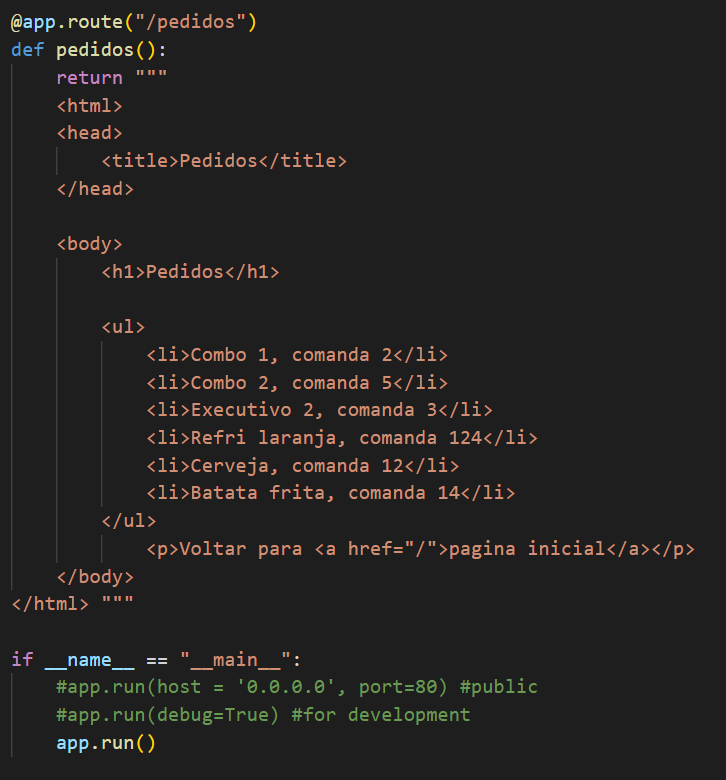 @app.route("/pedidos")
def pedidos():
    return """
    <html>
    <head>
        <title>Pedidos</title>
    </head>

    <body>
        <h1>Pedidos</h1>

        <ul>
            <li>Combo 1, comanda 2</li>
            <li>Combo 2, comanda 5</li>
            <li>Executivo 2, comanda 3</li>
            <li>Refri laranja, comanda 124</li>
            <li>Cerveja, comanda 12</li>
            <li>Batata frita, comanda 14</li>
        </ul>
            <p>Voltar para <a href="/">pagina inicial</a></p>
    </body>
</html> """

if __name__ == "__main__":
    #app.run(host = '0.0.0.0', port=80) #public
    #app.run(debug=True) #for development
    app.run()